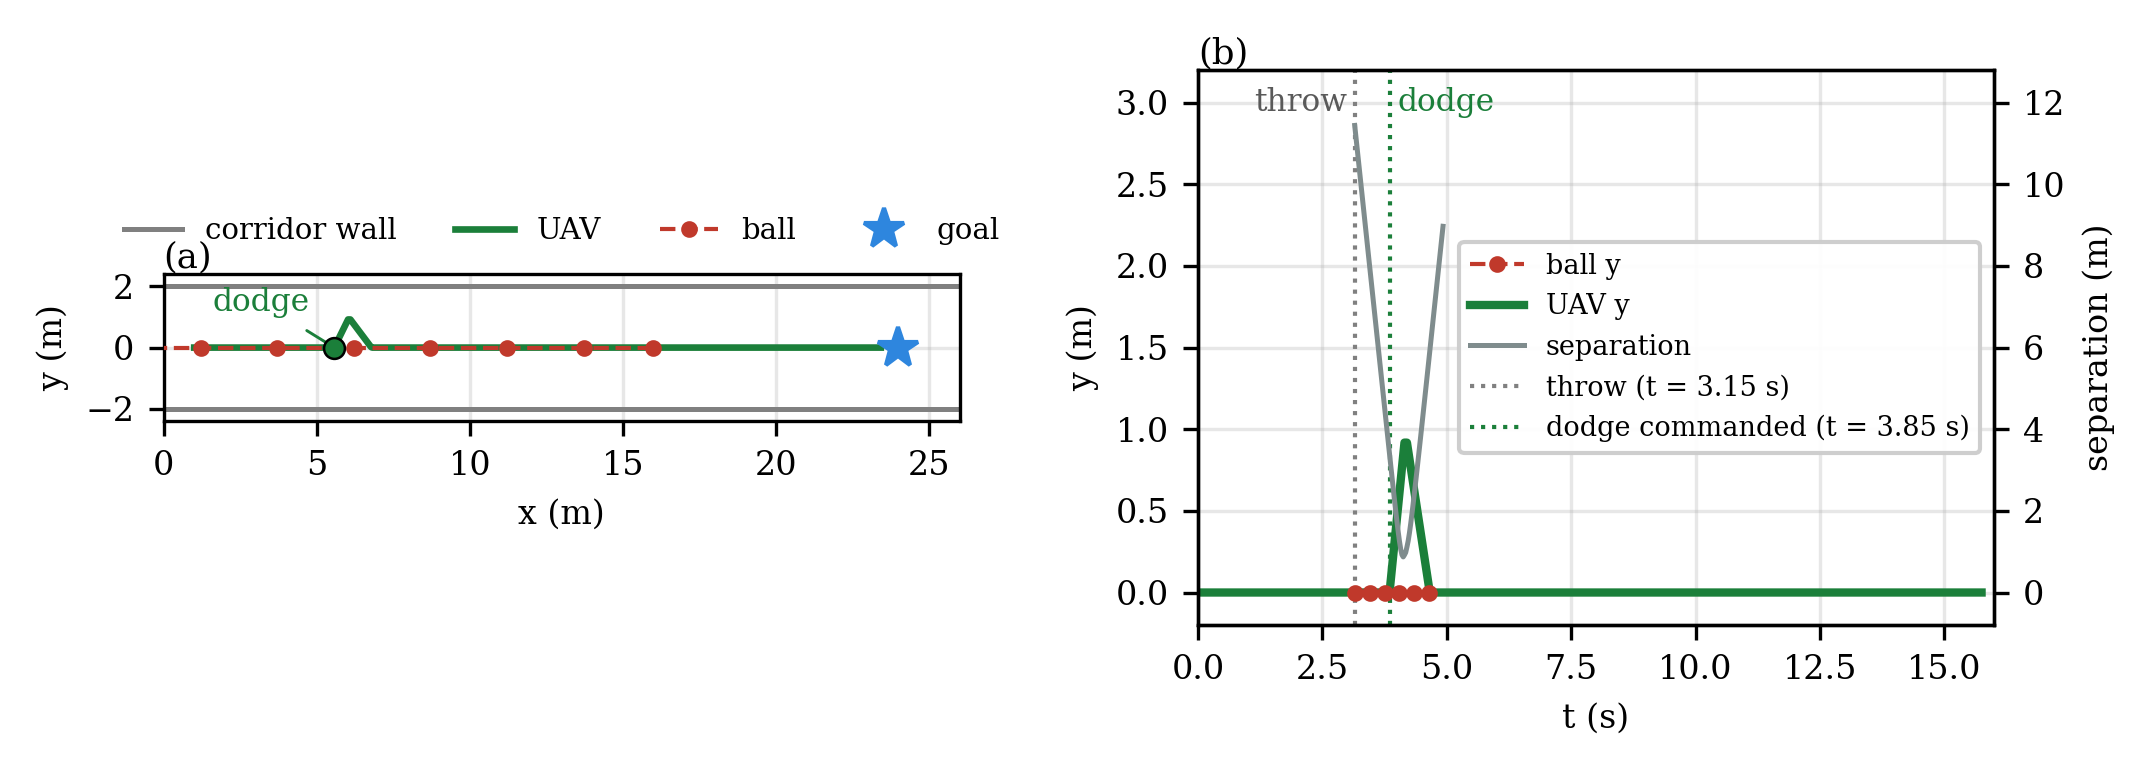 corridor wall
UAV
ball
goal
(a)
dodge
2
0
−2
y (m)
0
5
10
15
20
25
x (m)
(b)
throw
dodge
3.0
2.5
2.0
1.5
1.0
0.5
0.0
y (m)
12
10
8
6
4
2
0
separation (m)
ball y
UAV y
separation
throw (t = 3.15 s)
dodge commanded (t = 3.85 s)
0.0
2.5
5.0
7.5
10.0
12.5
15.0
t (s)